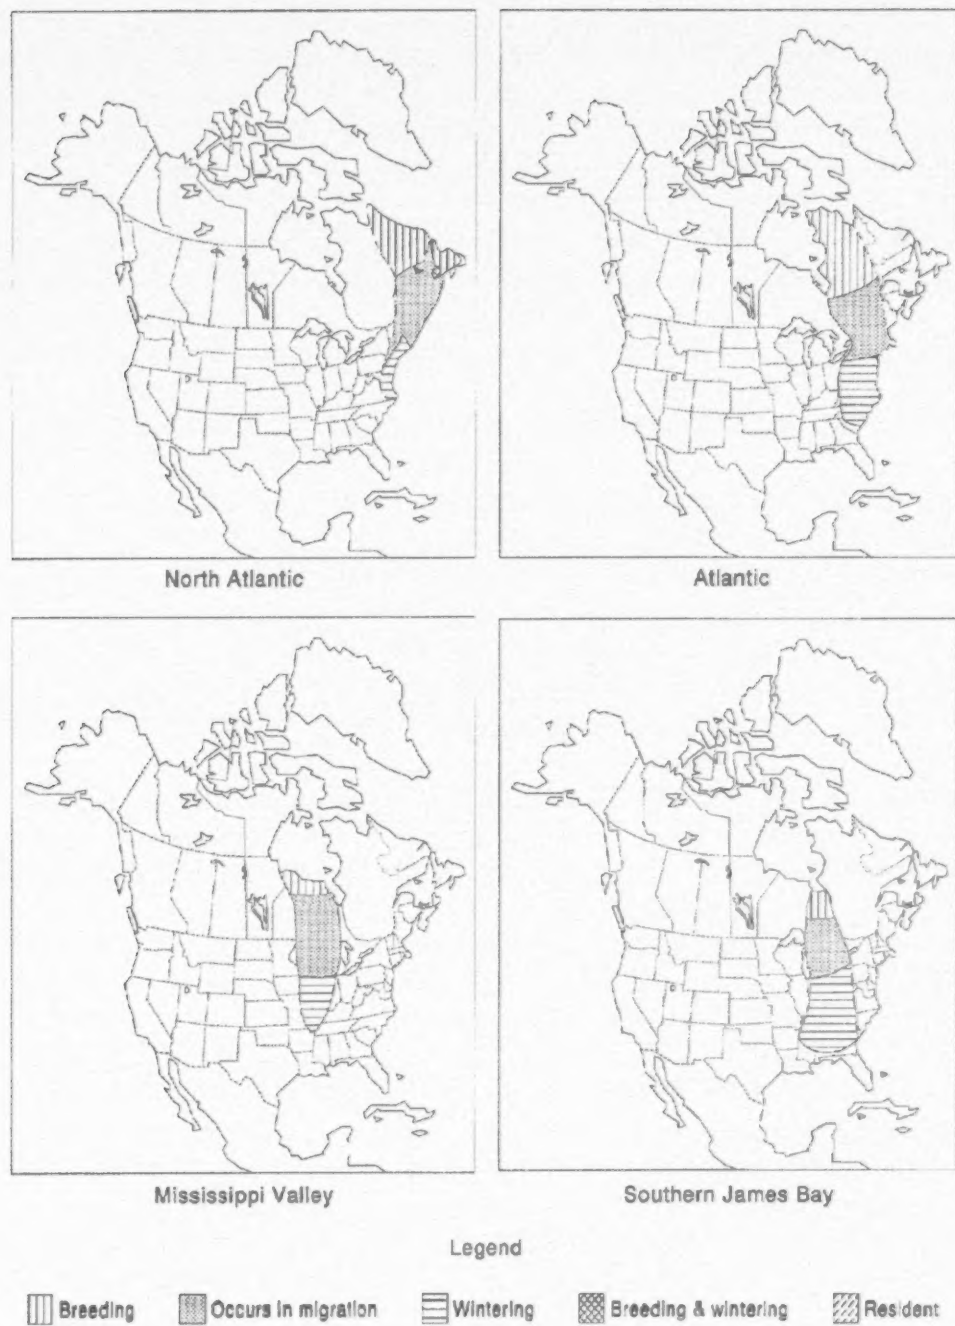 North Atlantic
Atlantic
Mississippi Valley
Southern James Bay
Legend
Breeding
Occurs in migration
Wintering
Breeding & wintering
Resident